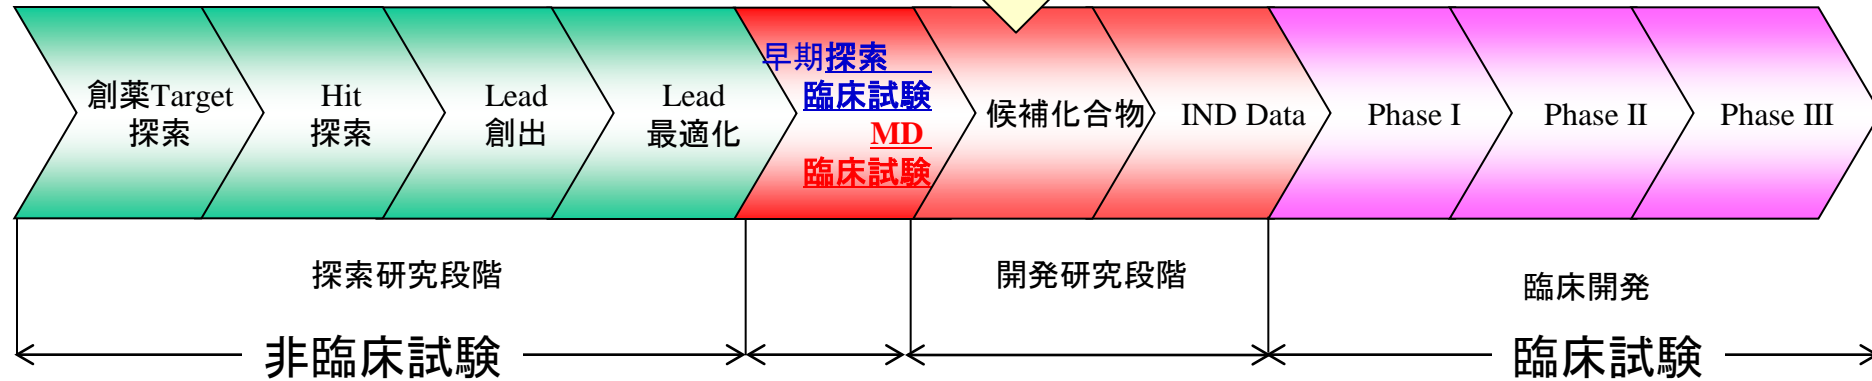 創薬Target
探索
Hit
探索
Lead
創出
Lead
最適化
早期探索
臨床試験
MD
臨床試験
候補化合物
IND Data
Phase I
Phase II
Phase III
探索研究段階
開発研究段階
臨床開発
非臨床試験
臨床試験